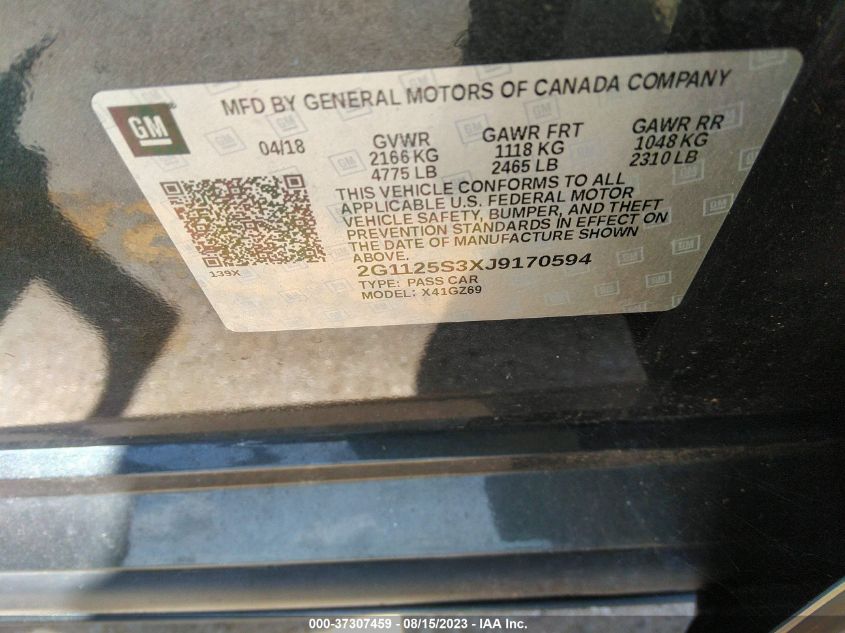 GM
MFD BY GENERAL MOTORS OF CANADA COMPANY
04/18
GVWR
2166 KG
4775 LB
GAWR FRT
1118 KG
2465 LB
GAWR RR
1048 KG
2310 LB
THIS VEHICLE CONFORMS TO ALL
APPLICABLE U.S. FEDERAL MOTOR
VEHICLE SAFETY, BUMPER, AND THEFT
PREVENTION STANDARDS IN EFFECT ON
THE DATE OF MANUFACTURE SHOWN
ABOVE.
139X
2G1125S3XJ9170594
TYPE: PASS CAR
MODEL: X41GZ69
000-37307459 - 08/15/2023 - IAA Inc.